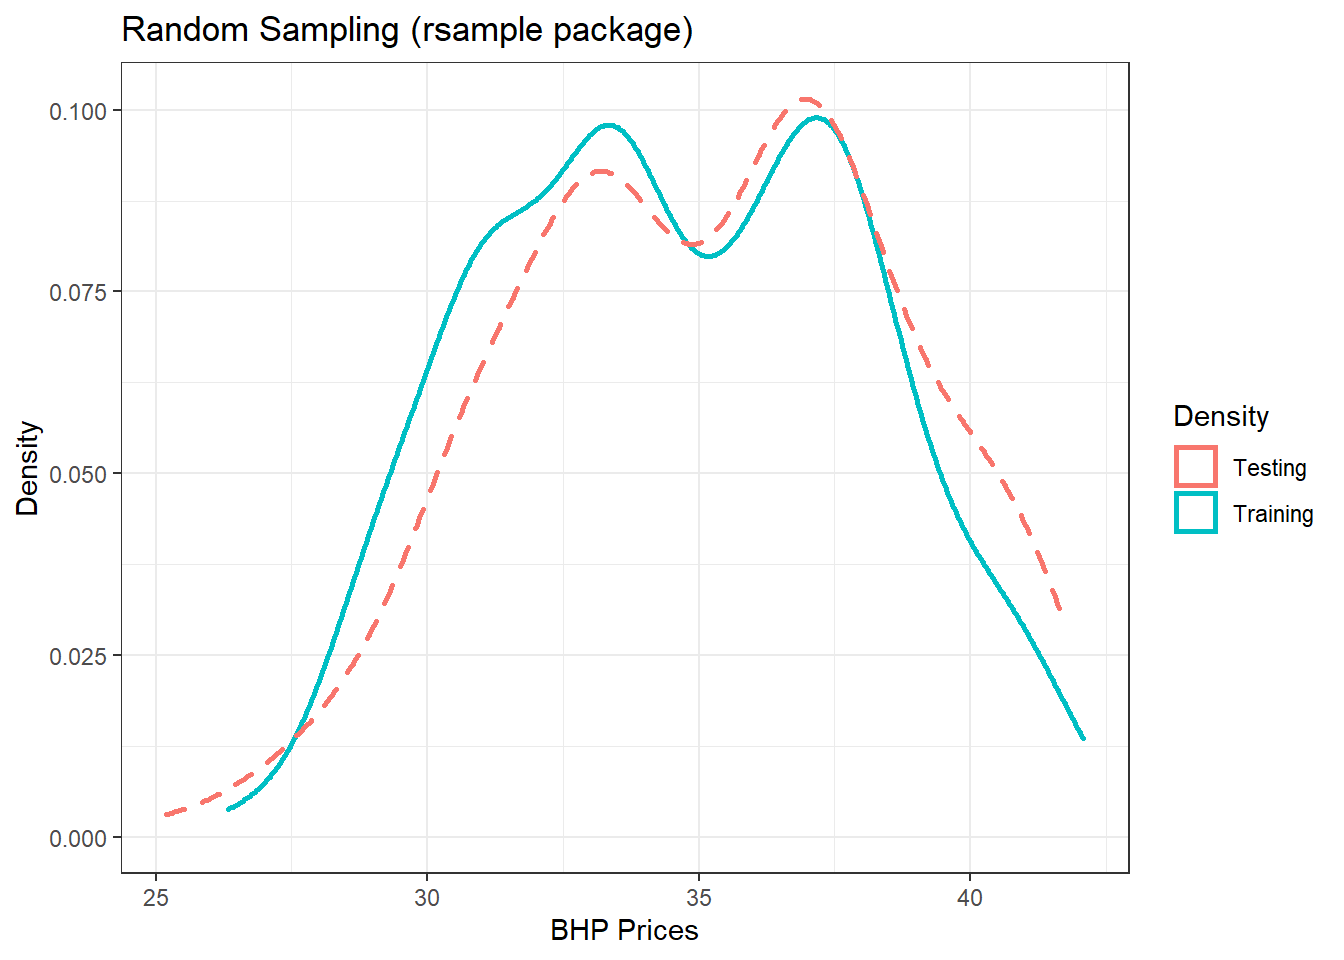 Random Sampling (rsample package)
0.100
0.075
0.050
0.025
0.000
Density
25 30 35 40
BHP Prices
Density
Testing
Training